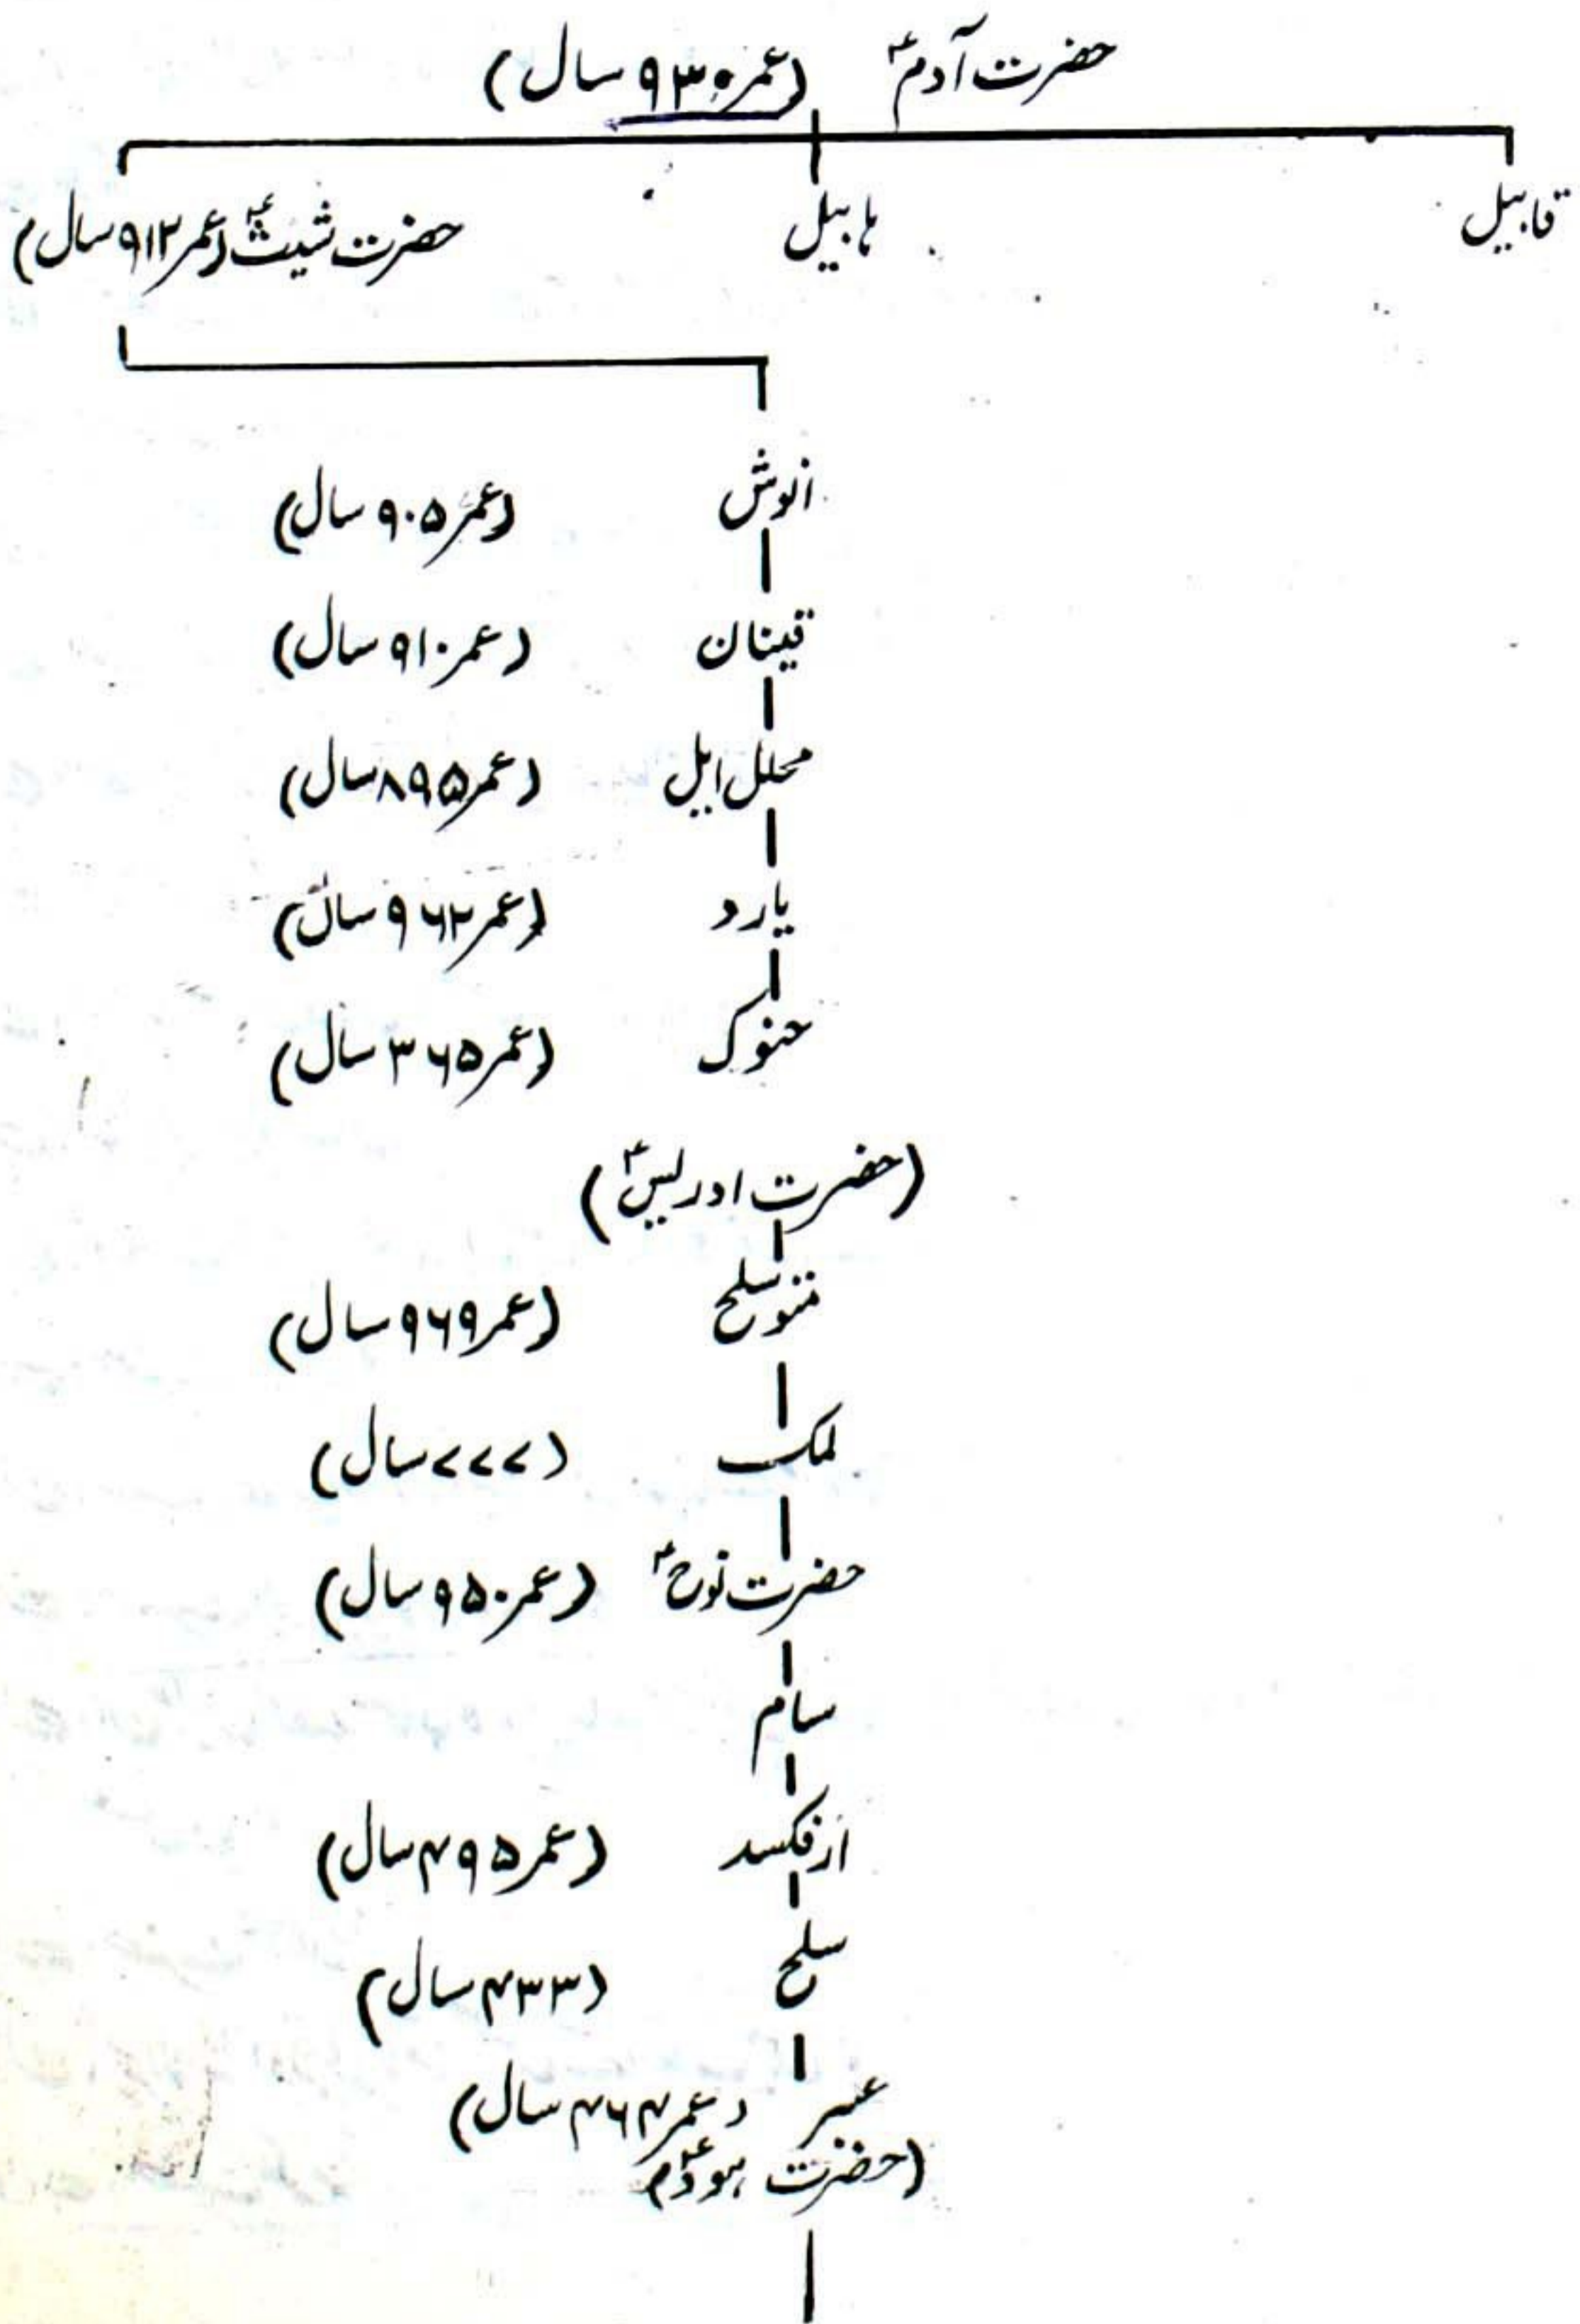 حضرت آدمؑ (عمر ۹۳۰ سال)
قابیل ہابیل حضرت شیثؑ (عمر ۹۱۲ سال)
انوش (عمر ۹۰۵ سال)
قینان (عمر ۹۱۰ سال)
محلل ایل (عمر ۸۹۵ سال)
یارد (عمر ۹۶۲ سال)
حنوک (عمر ۳۶۵ سال)
(حضرت ادریسؑ)
متوسلح (عمر ۹۶۹ سال)
لمک (۷۷۷ سال)
حضرت نوحؑ (عمر ۹۵۰ سال)
سام
ارفکسد (عمر ۴۹۵ سال)
سلح (۴۳۳ سال)
عبر (عمر ۴۶۴ سال)
(حضرت ہودؑ)